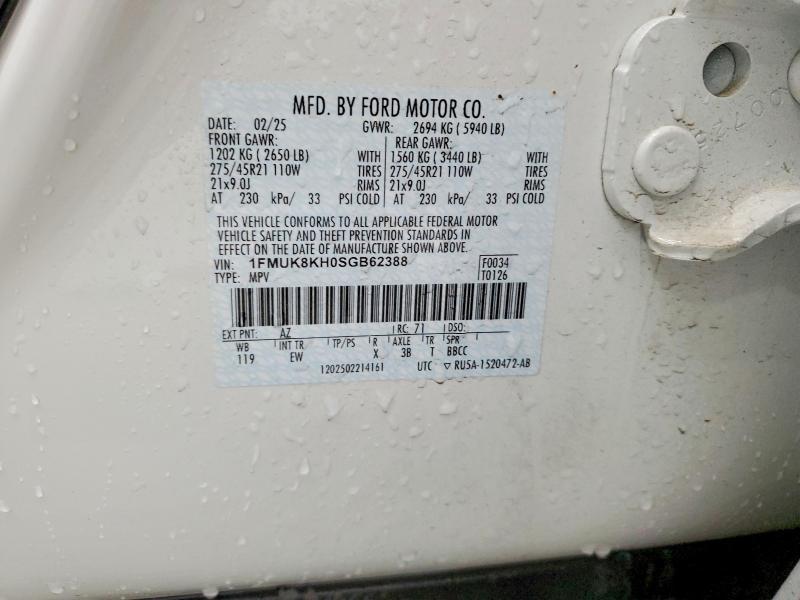 MFD. BY FORD MOTOR CO.
DATE: 02/25 GVWR: 2694 KG ( 5940 LB)
FRONT GAWR: REAR GAWR:
1202 KG ( 2650 LB) WITH 1560 KG ( 3440 LB) WITH
275/45R21 110W TIRES 275/45R21 110W TIRES
21x9.0J RIMS 21x9.0J RIMS
AT 230 kPa/ 33 PSI COLD AT 230 kPa/ 33 PSI COLD
THIS VEHICLE CONFORMS TO ALL APPLICABLE FEDERAL MOTOR
VEHICLE SAFETY AND THEFT PREVENTION STANDARDS IN
EFFECT ON THE DATE OF MANUFACTURE SHOWN ABOVE.
VIN: 1FMUK8KH0SGB62388 F0034
TYPE: MPV T0126
EXT PNT: AZ RC: 71 DSO:
WB INT TR TP/PS R AXLE TR SPR
119 EW X 3B T BBCC
1202502214161 UTC ▽ RU5A-1520472-AB